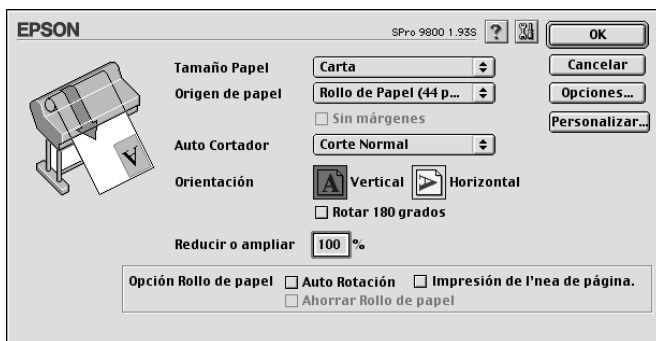 EPSON
SPro 9800 1.93S
?
OK
Tamaño Papel
Carta
Cancelar
Origen de papel
Rollo de Papel (44 p...
Opciones...
Sin márgenes
Personalizar...
Auto Cortador
Corte Normal
Orientación
A
Vertical
A
Horizontal
A
Rotar 180 grados
Reducir o ampliar
100 %
Opción Rollo de papel
Auto Rotación
Impresión de l'nea de página.
Ahorrar Rollo de papel